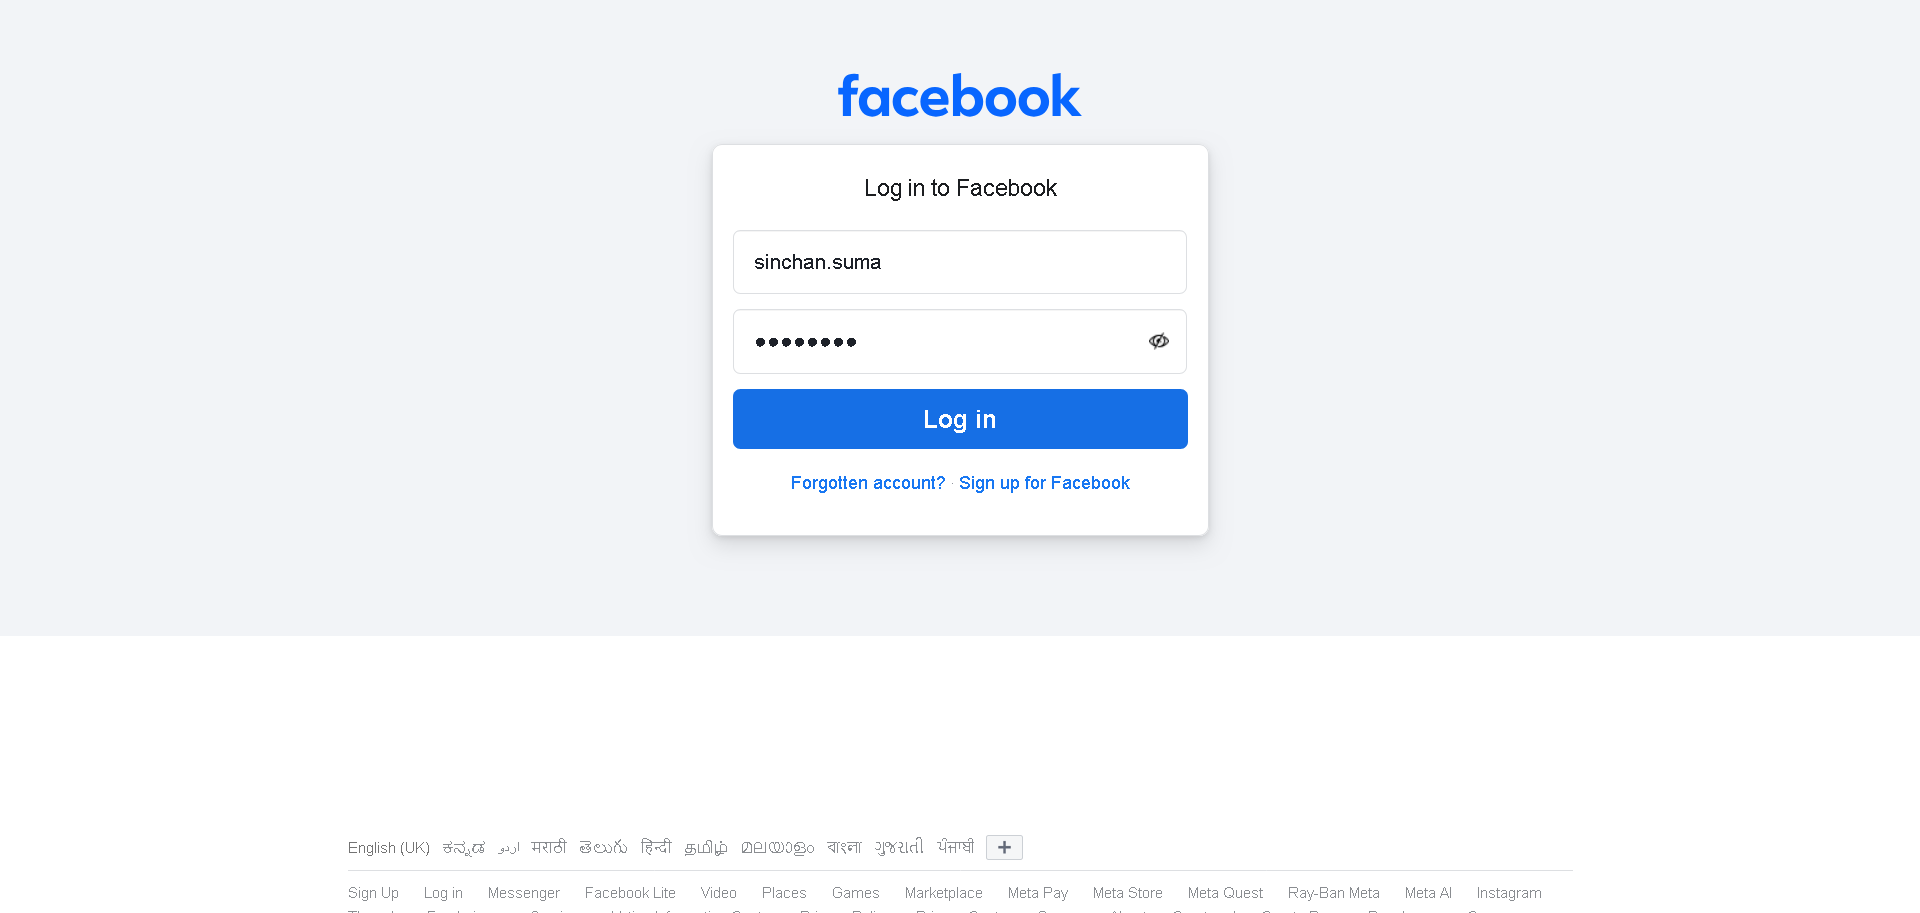 facebook
Log in to Facebook
sinchan.suma
Log in
Forgotten account? · Sign up for Facebook
English (UK) ಕನ್ನಡ اردو मराठी తెలుగు हिन्दी தமிழ் മലയാളം বাংলা ગુજરાતી ਪੰਜਾਬੀ +
Sign Up Log in Messenger Facebook Lite Video Places Games Marketplace Meta Pay Meta Store Meta Quest Ray-Ban Meta Meta AI Instagram